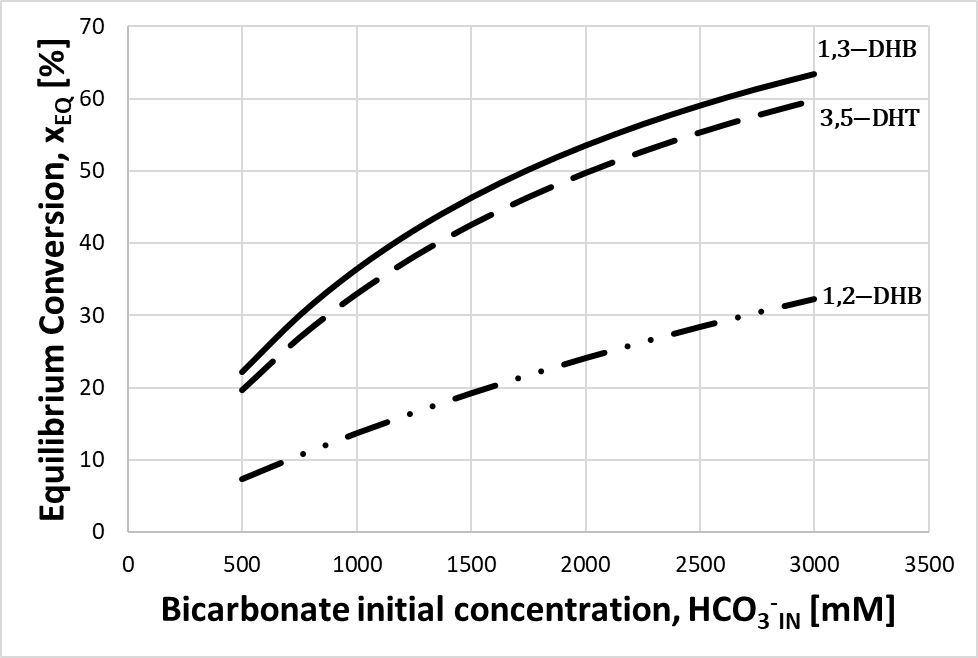 70
60
50
40
30
20
10
0
0 500 1000 1500 2000 2500 3000 3500
Equilibrium Conversion, xEQ [%]
Bicarbonate initial concentration, HCO3-IN [mM]
1,3−DHB
3,5−DHT
1,2−DHB